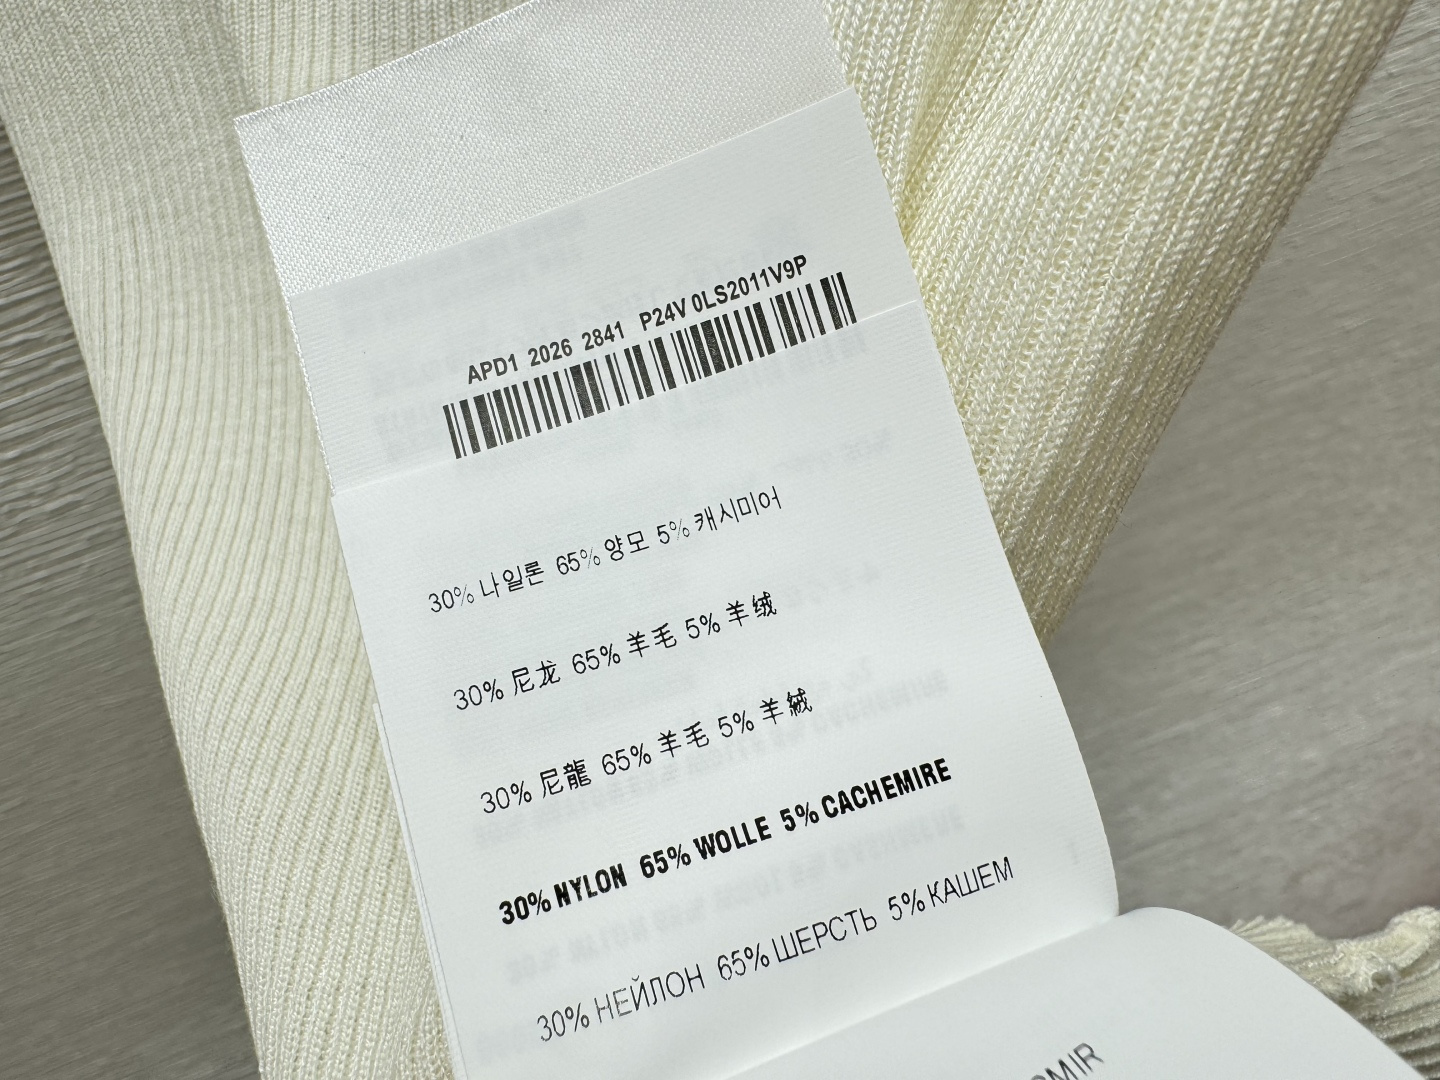 APD1 2026 2841 P24V 0LS2011V9P
30% 나일론 65% 양모 5% 캐시미어
30% 尼龙 65% 羊毛 5% 羊绒
30% 尼龍 65% 羊毛 5% 羊絨
30% NYLON 65% WOLLE 5% CACHEMIRE
30% НЕЙЛОН 65% ШЕРСТЬ 5% КАШЕМ